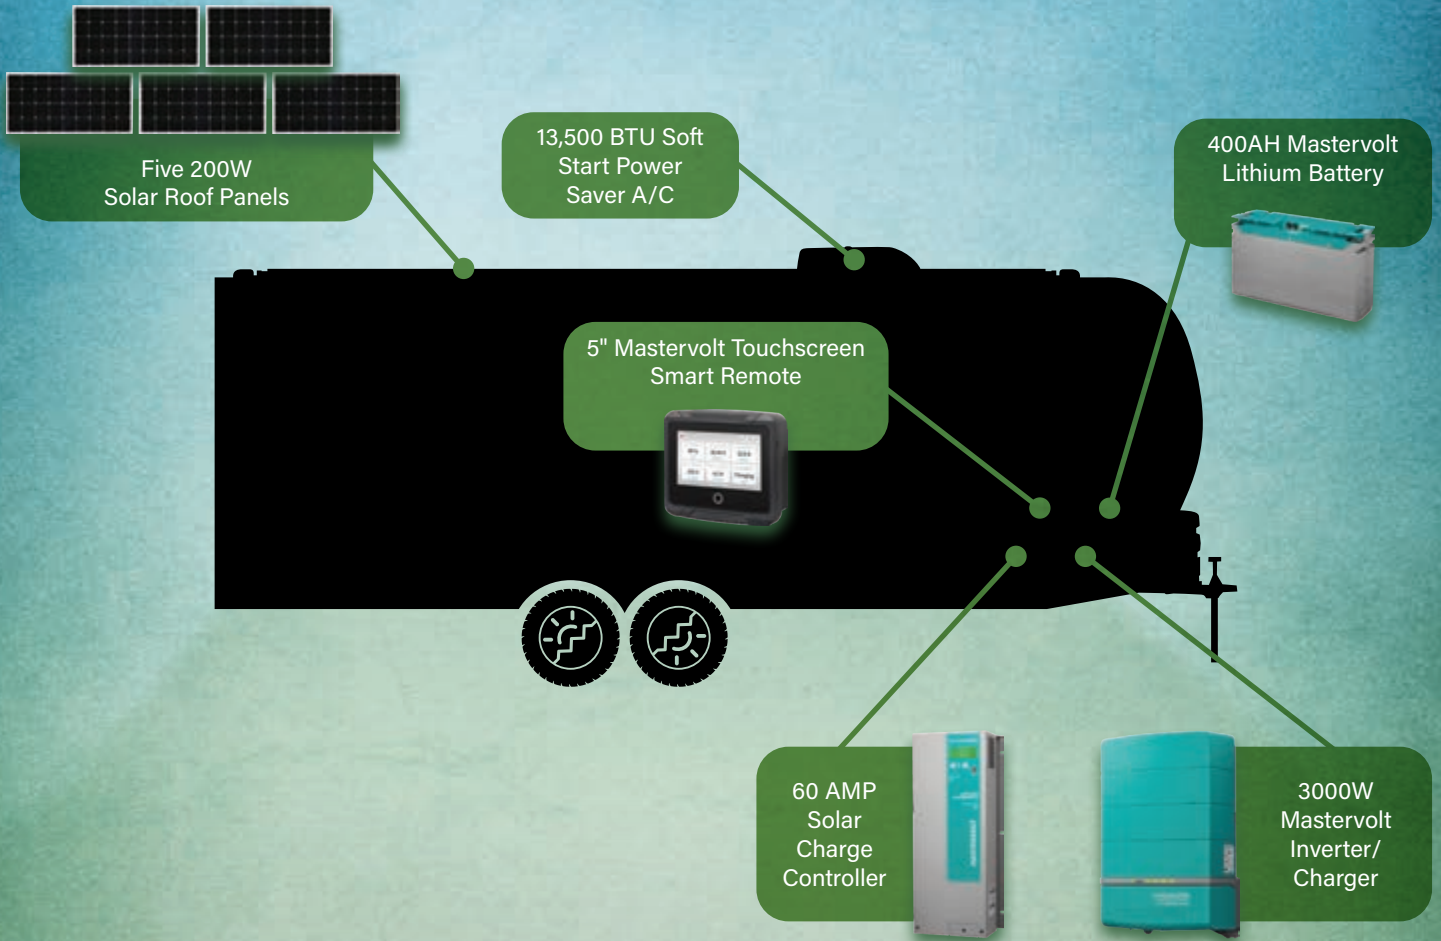 Five 200W
Solar Roof Panels
13,500 BTU Soft
Start Power
Saver A/C
400AH Mastervolt
Lithium Battery
5" Mastervolt Touchscreen
Smart Remote
60 AMP
Solar
Charge
Controller
3000W
Mastervolt
Inverter/
Charger